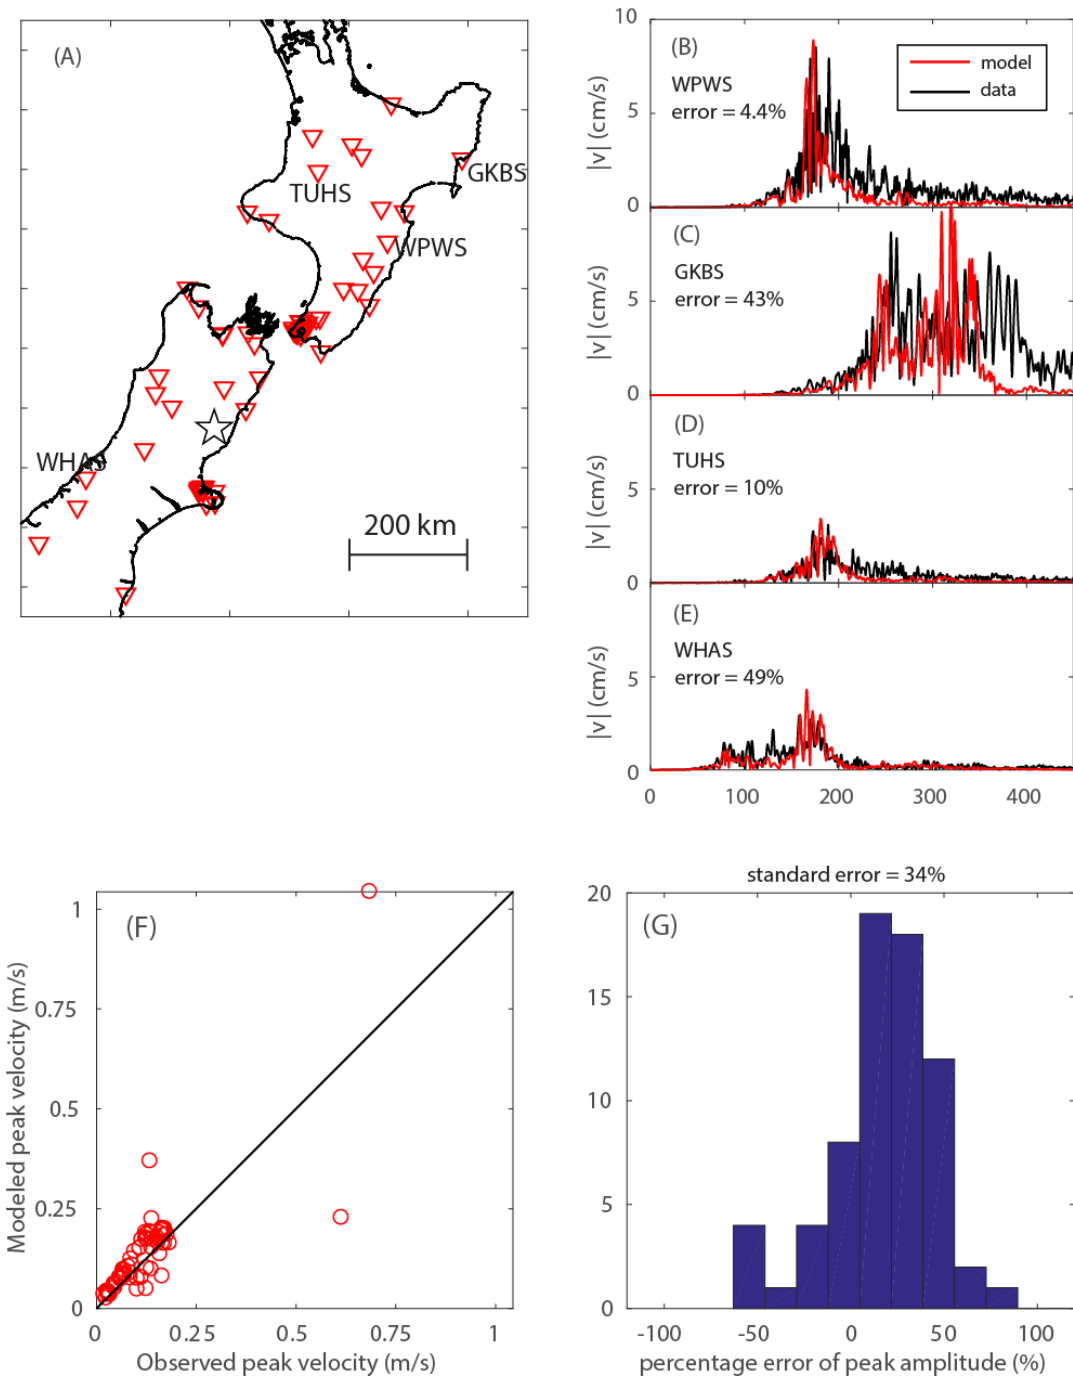 (A)
GKBS
TUHS
WPWS
WHAS
200 km
10
(B)
WPWS
error = 4.4%
model
data
|v| (cm/s)
5
0
(C)
GKBS
error = 43%
|v| (cm/s)
5
0
(D)
TUHS
error = 10%
|v| (cm/s)
5
0
(E)
WHAS
error = 49%
|v| (cm/s)
5
0
0 100 200 300 400
(F)
Modeled peak velocity (m/s)
1
0.75
0.5
0.25
0
0 0.25 0.5 0.75 1
Observed peak velocity (m/s)
standard error = 34%
(G)
20
15
10
5
0
-100 -50 0 50 100
percentage error of peak amplitude (%)